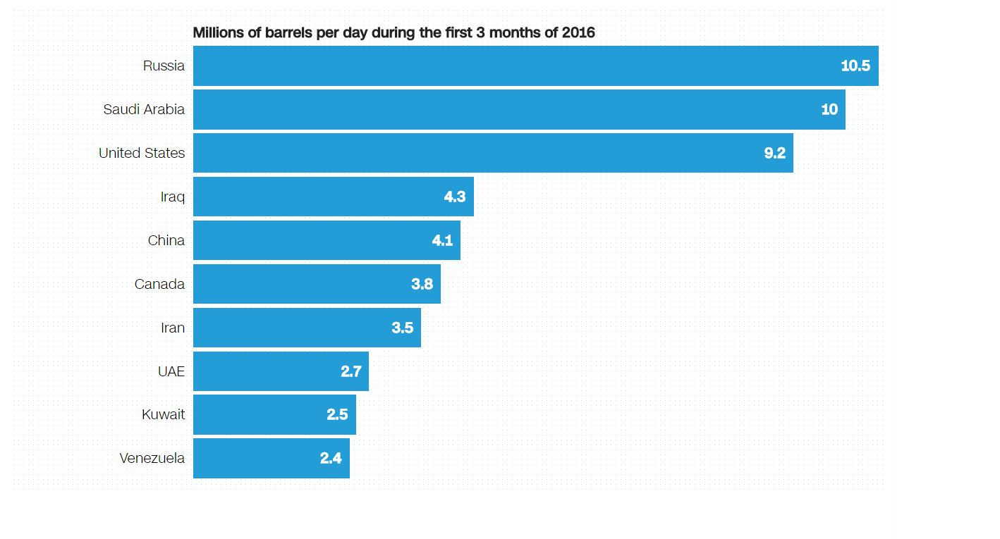 Millions of barrels per day during the first 3 months of 2016
Russia 10.5
Saudi Arabia 10
United States 9.2
Iraq 4.3
China 4.1
Canada 3.8
Iran 3.5
UAE 2.7
Kuwait 2.5
Venezuela 2.4